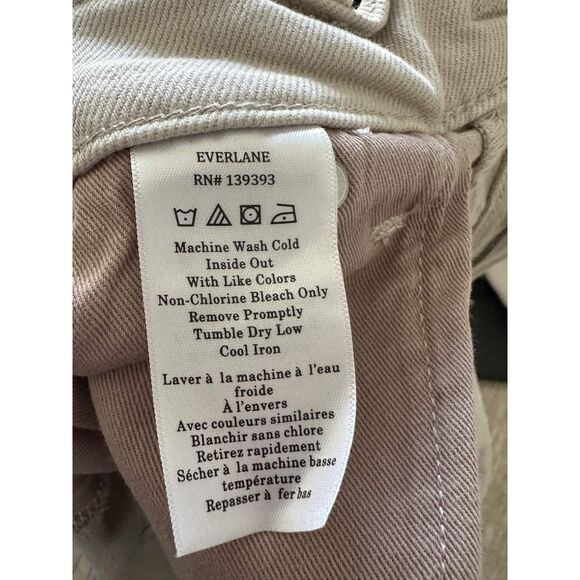 EVERLANE
RN# 139393
Machine Wash Cold
Inside Out
With Like Colors
Non-Chlorine Bleach Only
Remove Promptly
Tumble Dry Low
Cool Iron
Laver à la machine à l'eau
froide
À l'envers
Avec couleurs similaires
Blanchir sans chlore
Retirez rapidement
Sécher à la machine basse
température
Repasser à fer bas